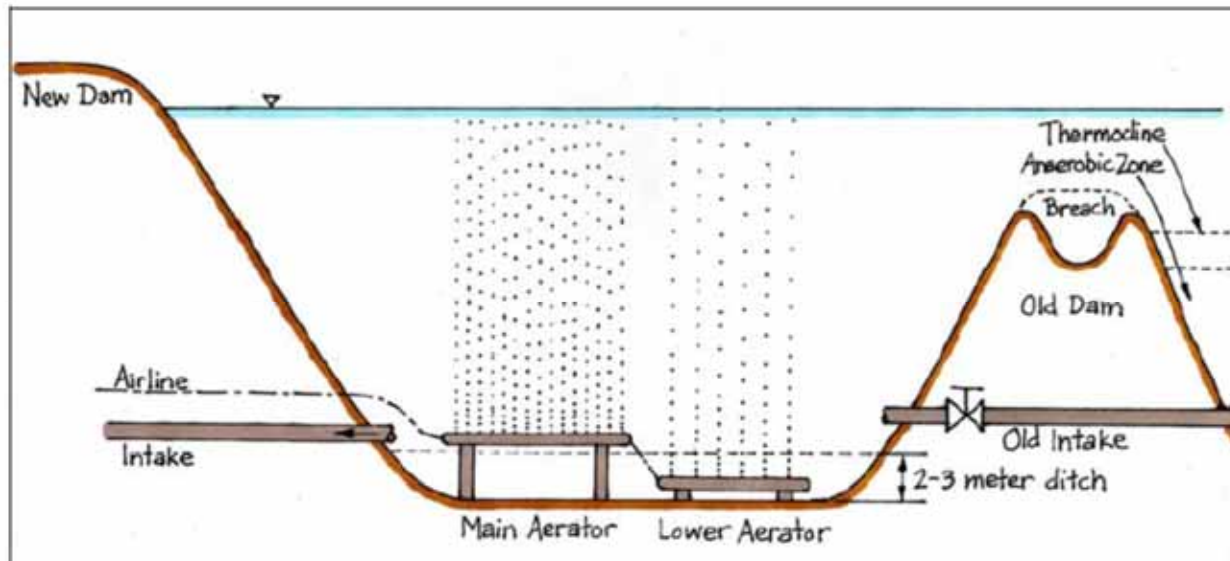 New Dam
Thermocline
Anaerobic Zone
Breach
Old Dam
Airline
Intake
Old Intake
2-3 meter ditch
Main Aerator
Lower Aerator